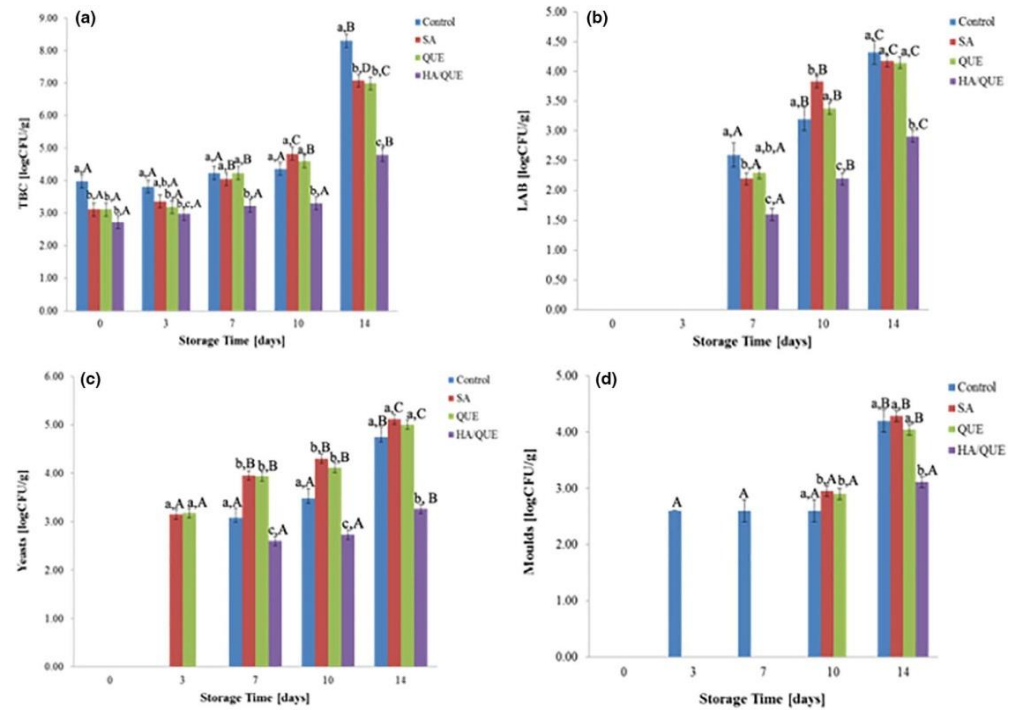 (a)
9.00
8.00
7.00
6.00
5.00
4.00
3.00
2.00
1.00
0.00
TBC [logCFU/g]
a,A
b,A b,A
b,A
a,A
a,b,A
b,A
b,c,A
a,A
a,B
a,B
b,A
a,A
a,C
a,B
b,A
a,B
b,D b,C
c,B
0 3 7 10 14
Storage Time [days]
Control
SA
QUE
HA/QUE
(b)
5.00
4.50
4.00
3.50
3.00
2.50
2.00
1.50
1.00
0.50
0.00
LAB [logCFU/g]
a,A
b,A
a,b,A
c,A
a,B
b,B
a,B
c,B
a,C
a,C
a,C
b,C
0 3 7 10 14
Storage Time [days]
Control
SA
QUE
HA/QUE
(c)
6.00
5.00
4.00
3.00
2.00
1.00
0.00
Yeasts [logCFU/g]
a,A a,A
a,A
b,B b,B
c,A
a,A
b,B
b,B
c,A
a,B
a,C
a,C
b, B
0 3 7 10 14
Storage Time [days]
Control
SA
QUE
HA/QUE
(d)
5.00
4.00
3.00
2.00
1.00
0.00
Moulds [logCFU/g]
A
A
a,A
b,A b,A
a,B a,B
a,B
b,A
0 3 7 10 14
Storage Time [days]
Control
SA
QUE
HA/QUE